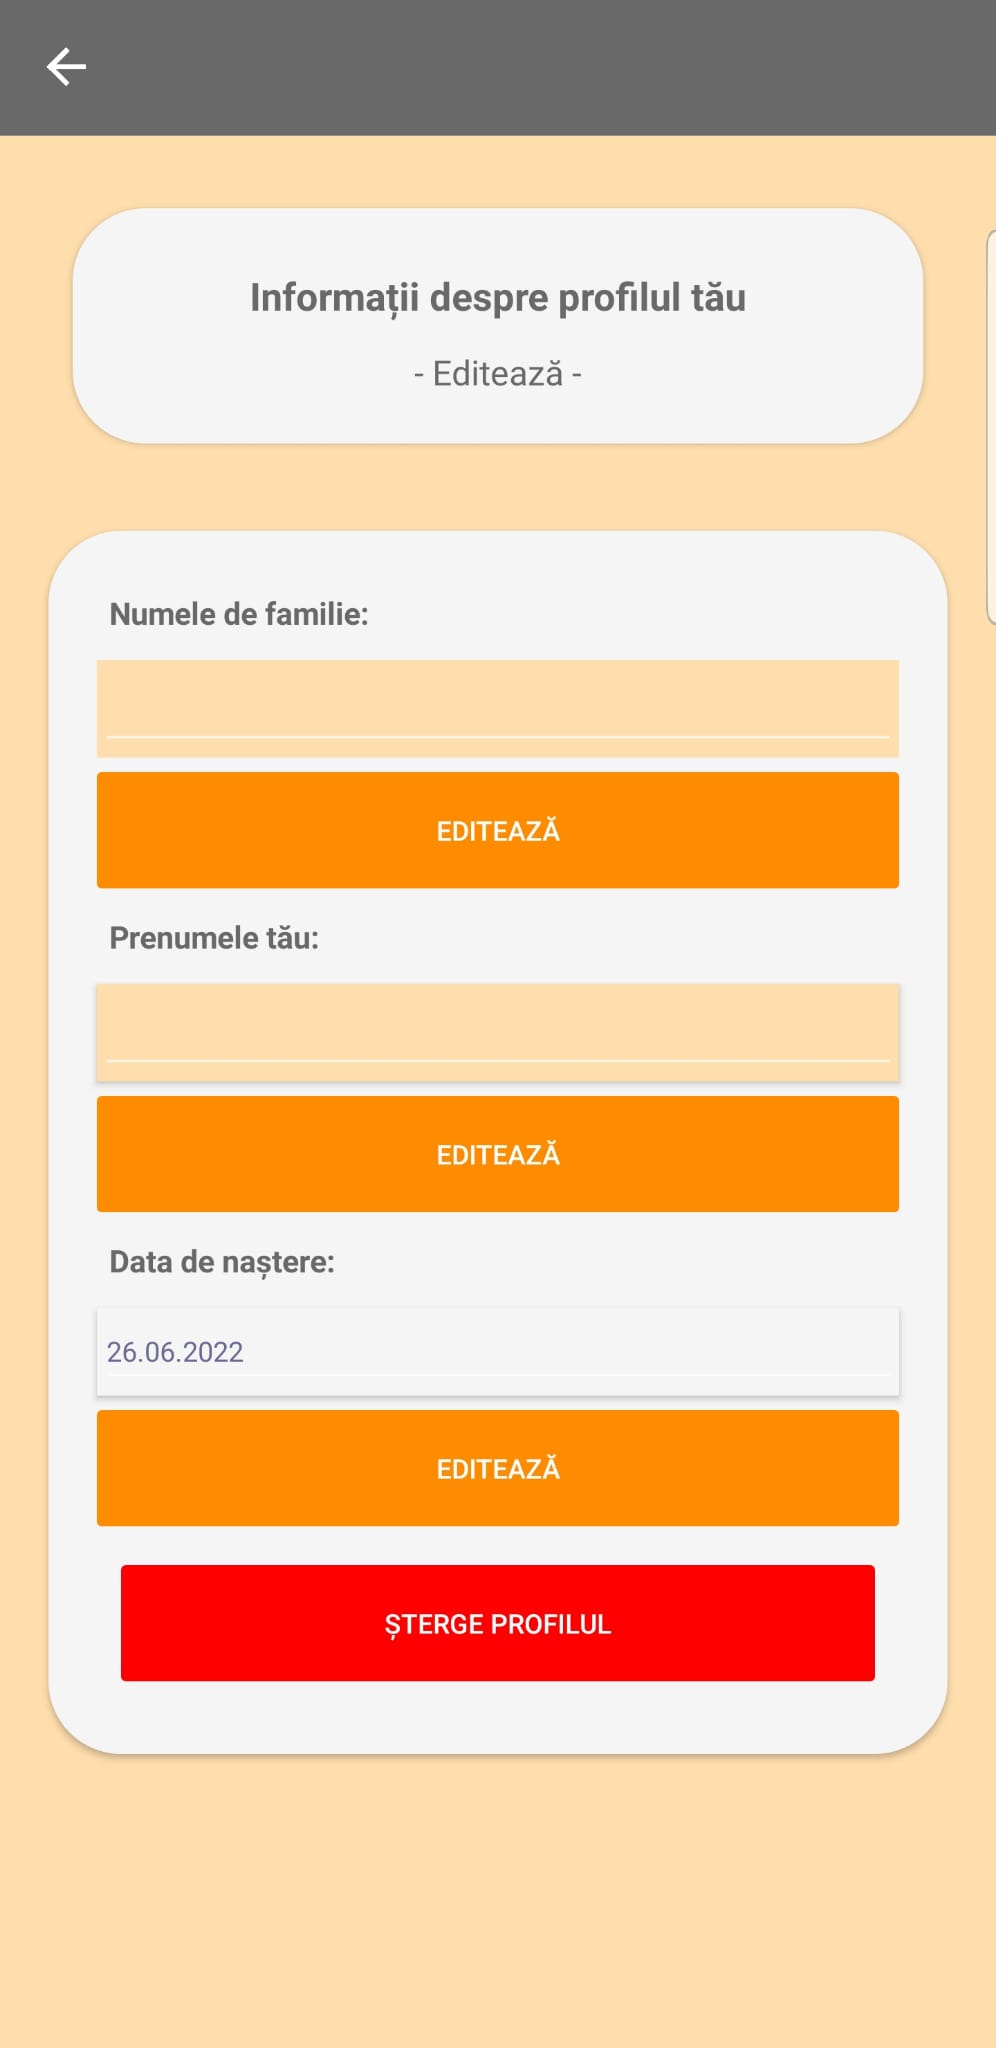 Informații despre profilul tău
- Editează -
Numele de familie:
EDITEAZĂ
Prenumele tău:
EDITEAZĂ
Data de naștere:
26.06.2022
EDITEAZĂ
ȘTERGE PROFILUL